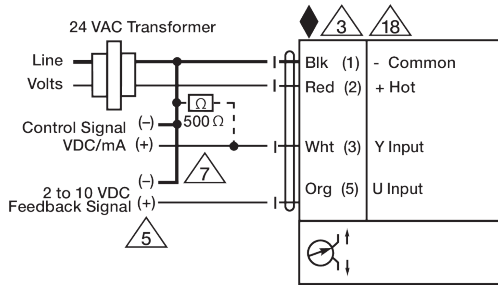 24 VAC Transformer
3 18
Line Blk (1) - Common
Volts Red (2) + Hot
Ω
500 Ω
Control Signal (−)
VDC/mA (+) Wht (3) Y Input
7
(−)
2 to 10 VDC Org (5) U Input
Feedback Signal (+)
5